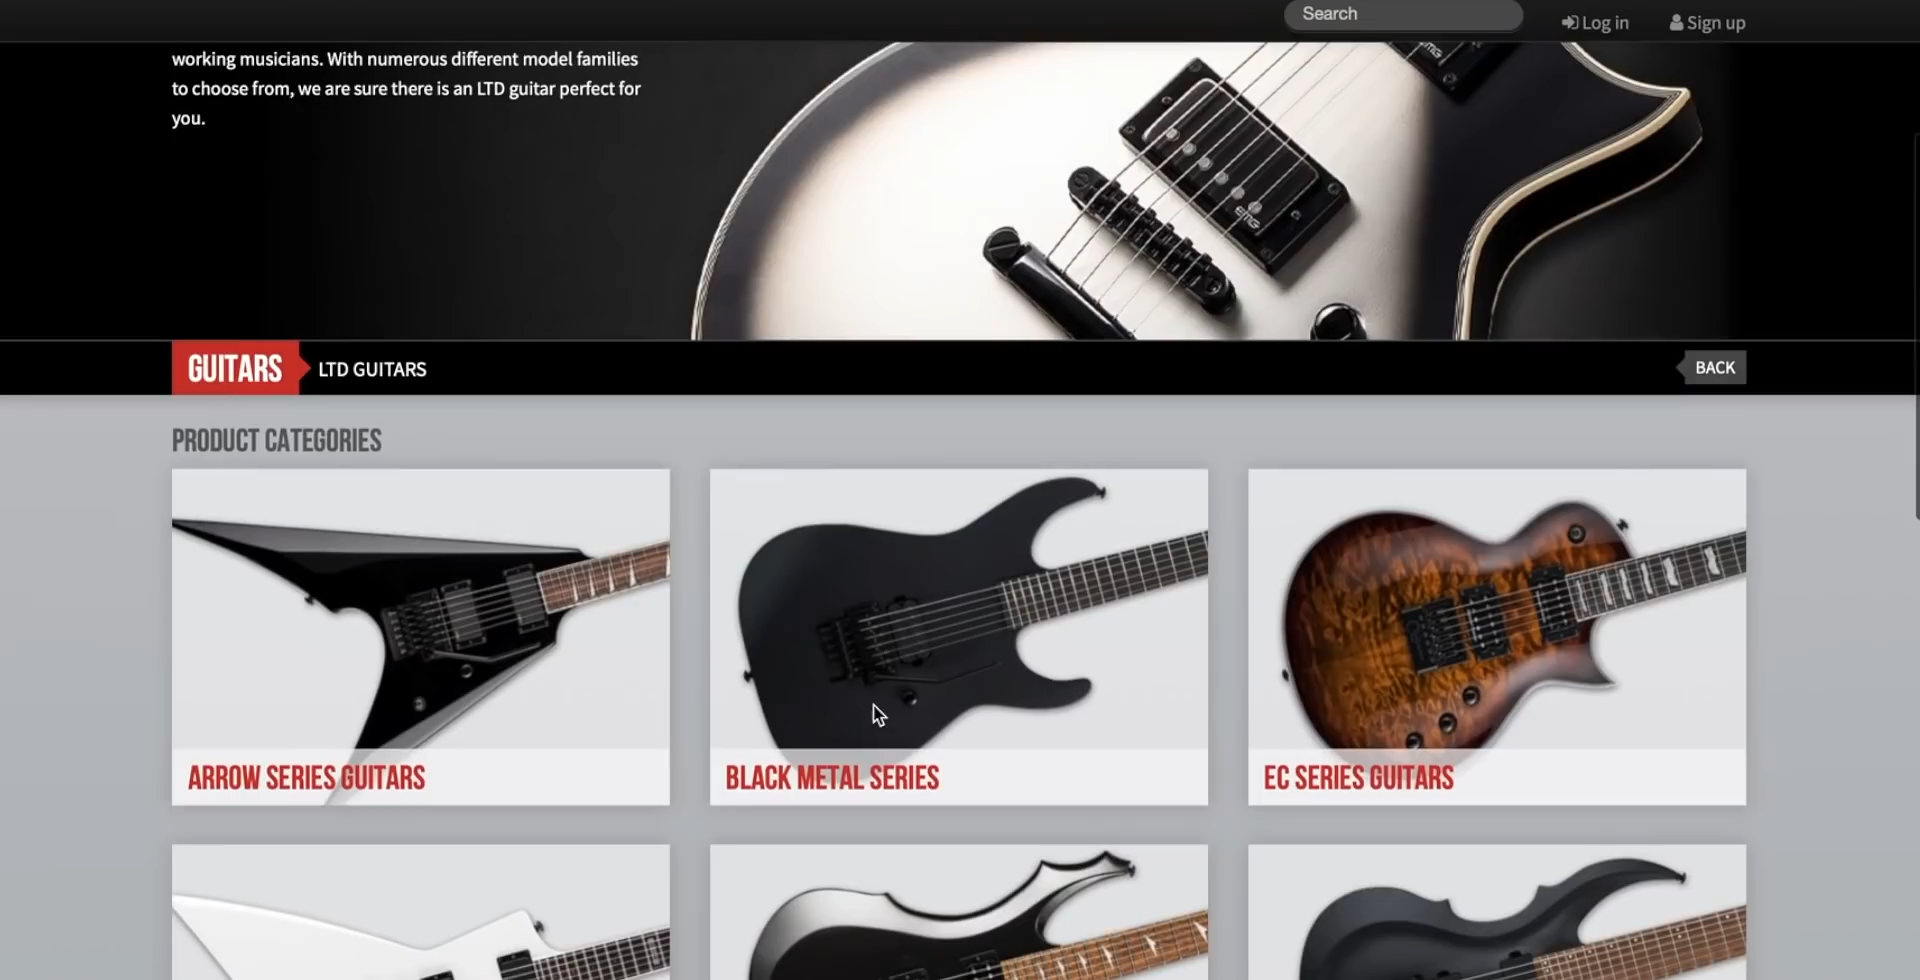 Search
Log in
Sign up
working musicians. With numerous different model families
to choose from, we are sure there is an LTD guitar perfect for
you.
EMG
EMG
GUITARS
LTD GUITARS
BACK
PRODUCT CATEGORIES
ARROW SERIES GUITARS
BLACK METAL SERIES
EC SERIES GUITARS